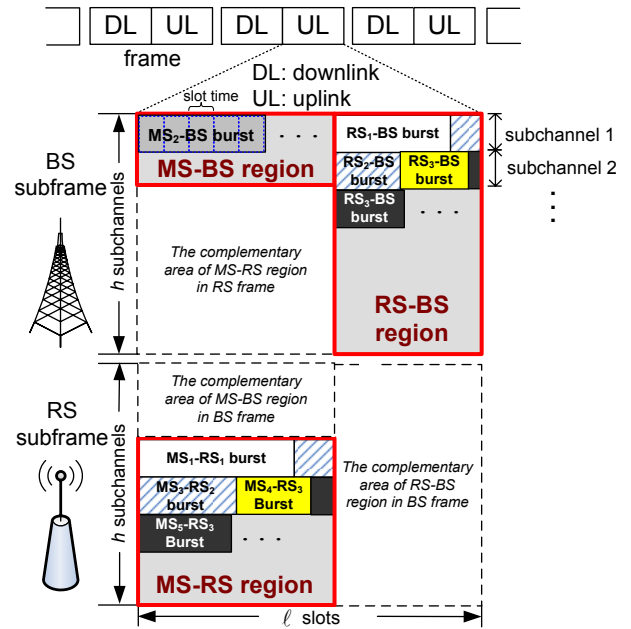 DL UL DL UL DL UL
frame
DL: downlink
UL: uplink
slot time
MS2-BS burst
. . .
MS-BS region
RS1-BS burst
RS2-BS
burst
RS3-BS
burst
RS3-BS
burst
. . .
RS-BS
region
subchannel 1
subchannel 2
BS
subframe
h subchannels
The complementary
area of MS-RS region
in RS frame
RS
subframe
h subchannels
The complementary
area of MS-BS region
in BS frame
MS1-RS1 burst
MS3-RS2
burst
MS4-RS3
Burst
MS5-RS3
Burst
. . .
MS-RS region
The complementary
area of RS-BS
region in BS frame
ℓ slots